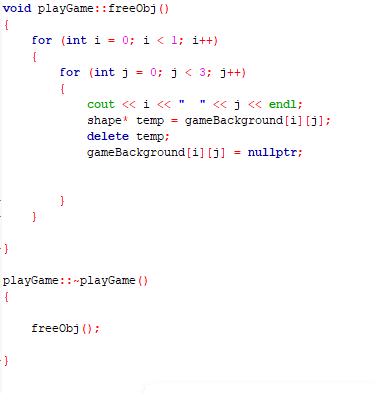 void playGame::freeObj()
{
for (int i = 0; i < 1; i++)
{
for (int j = 0; j < 3; j++)
{
cout << i << "  " << j << endl;
shape* temp = gameBackground[i][j];
delete temp;
gameBackground[i][j] = nullptr;
}
}
}
playGame::~playGame()
{
freeObj();
}